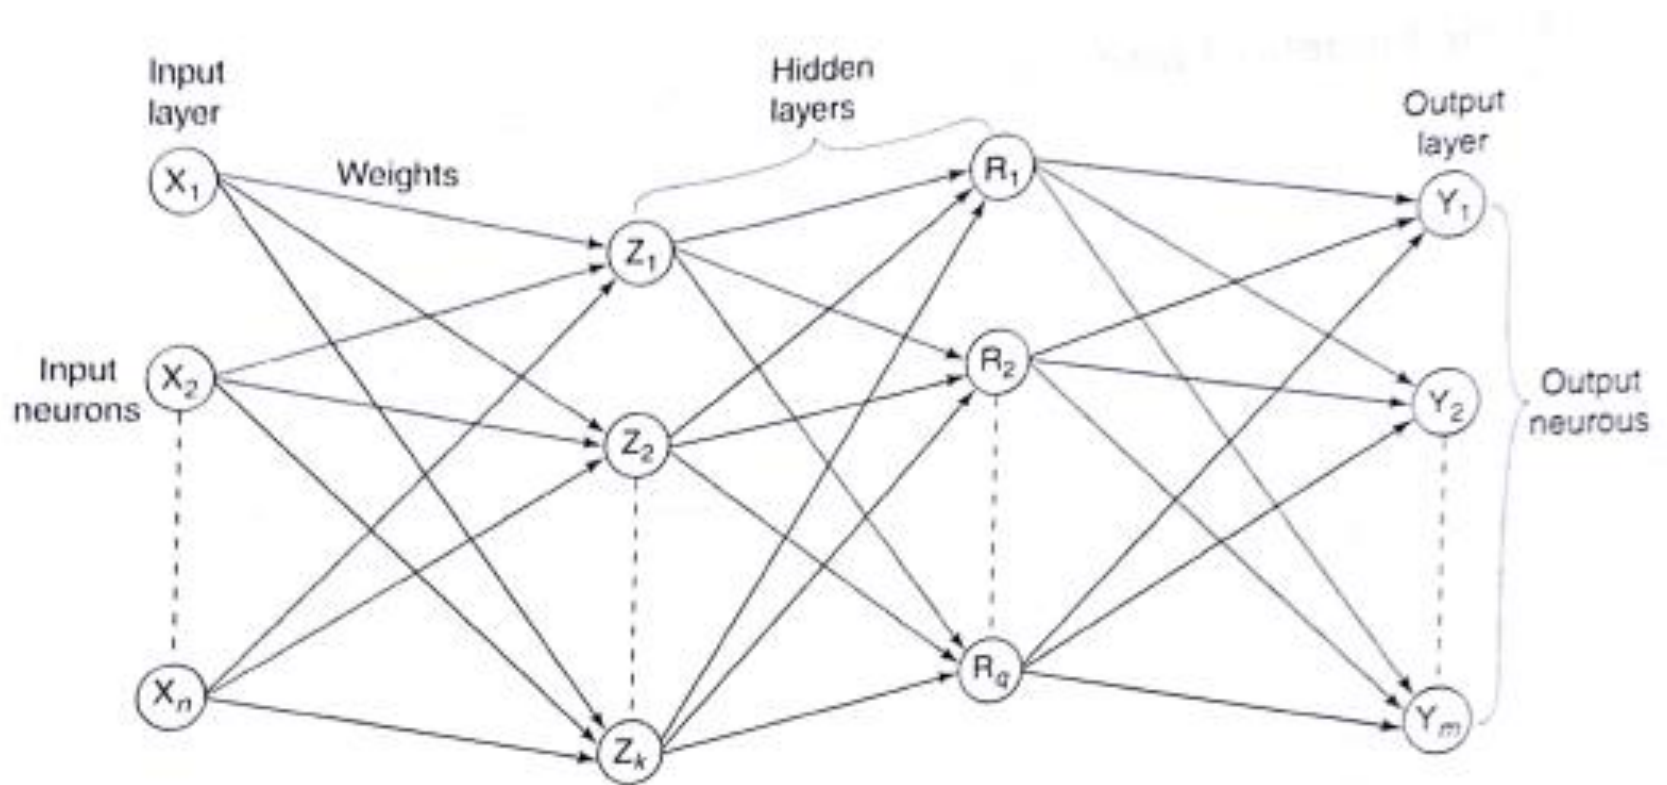 Input
layer
Weights
Hidden
layers
Output
layer
X1
Z1
R1
Y1
Input
neurons
X2
Z2
R2
Y2
Output
neurous
Xn
Zk
Rq
Ym